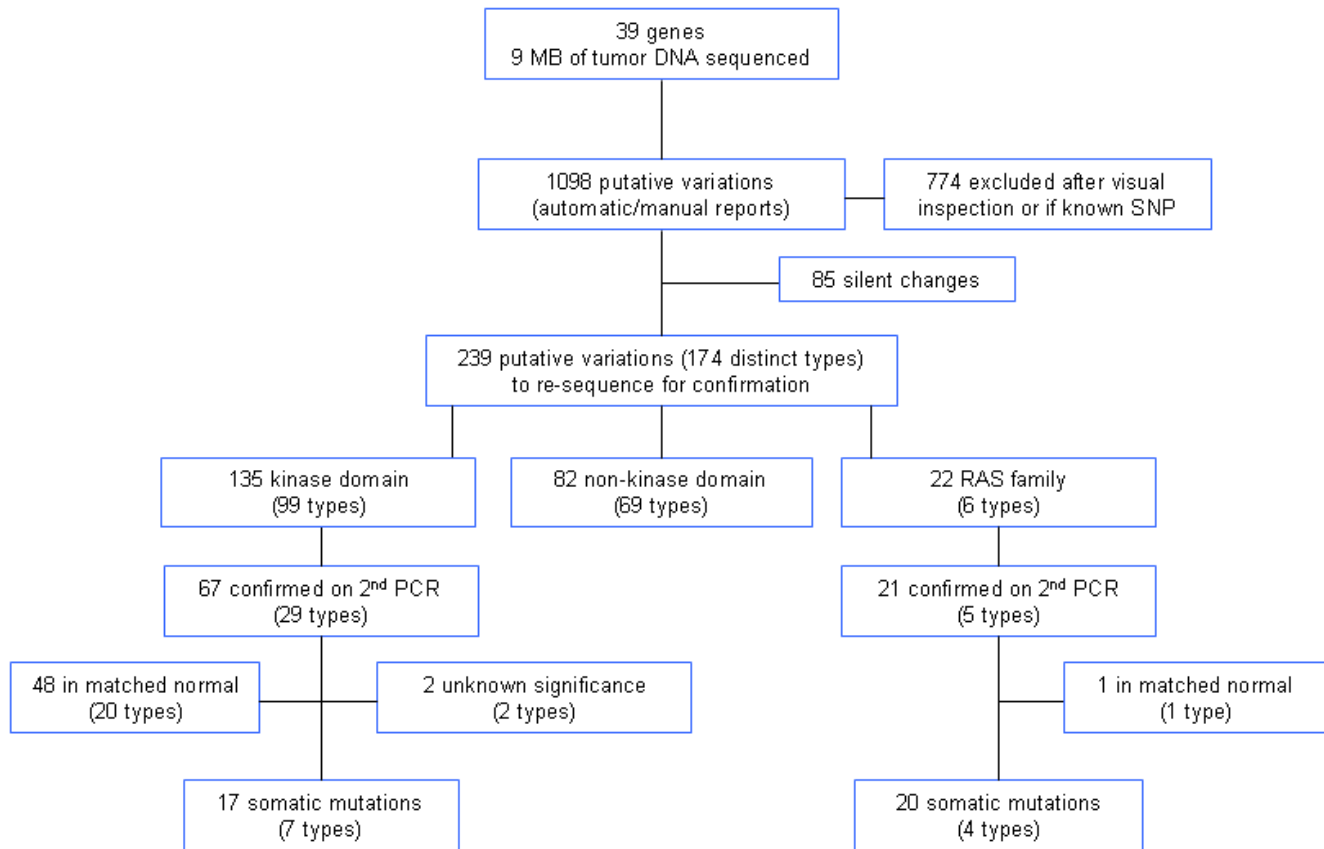 39 genes
9 MB of tumor DNA sequenced
1098 putative variations
(automatic/manual reports)
774 excluded after visual
inspection or if known SNP
85 silent changes
239 putative variations (174 distinct types)
to re-sequence for confirmation
135 kinase domain
(99 types)
82 non-kinase domain
(69 types)
22 RAS family
(6 types)
67 confirmed on 2nd PCR
(29 types)
21 confirmed on 2nd PCR
(5 types)
48 in matched normal
(20 types)
2 unknown significance
(2 types)
1 in matched normal
(1 type)
17 somatic mutations
(7 types)
20 somatic mutations
(4 types)